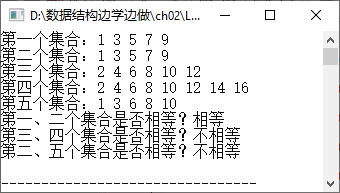 D:\数据结构边学边做\ch02\L...
第一个集合：1 3 5 7 9
第二个集合：1 3 5 7 9
第三个集合：2 4 6 8 10 12
第四个集合：2 4 6 8 10 12 14 16
第五个集合：1 3 6 8 10
第一、二个集合是否相等？相等
第三、四个集合是否相等？不相等
第二、五个集合是否相等？不相等
--------------------------------